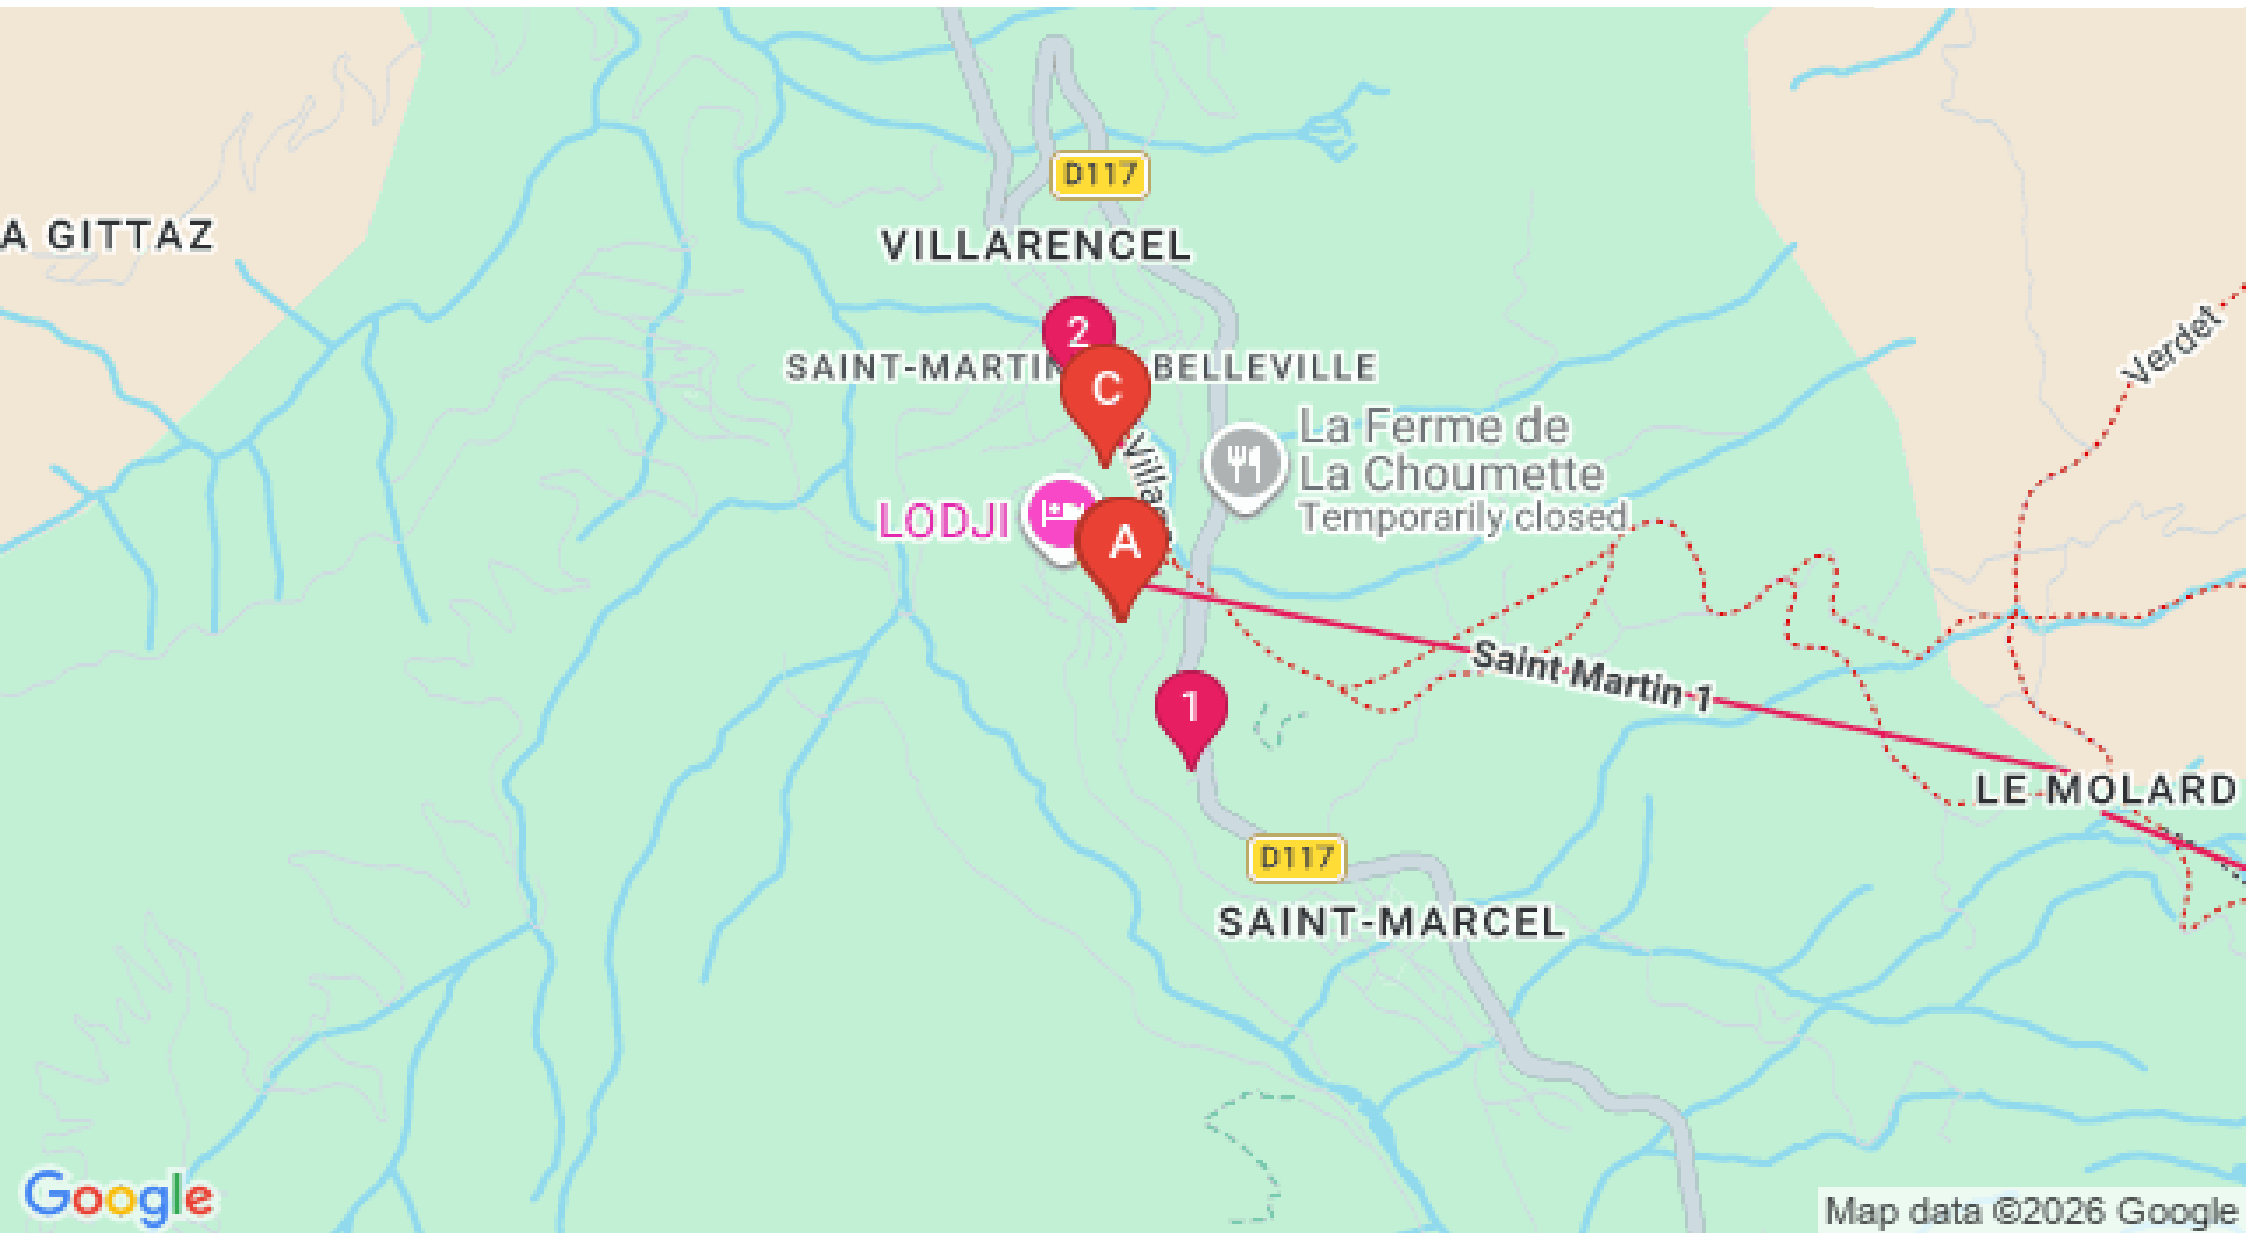 D117
A GITTAZ
VILLARENCEL
Verdet
2
SAINT-MARTIN BELLEVILLE
C
La Ferme de
La Choumette
Temporarily closed
LODJI
A
Saint Martin 1
1
LE MOLARD
D117
SAINT-MARCEL
Google
Map data ©2026 Google